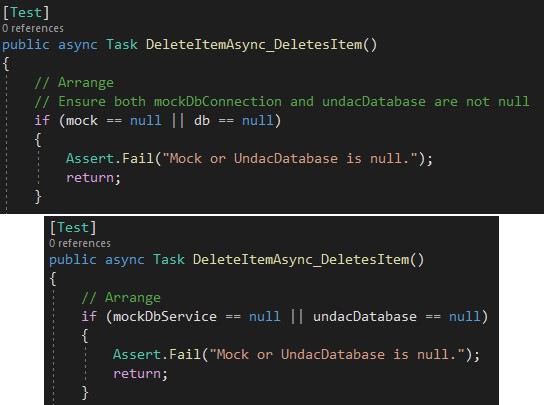 [Test]
0 references
public async Task DeleteItemAsync_DeletesItem()
{
// Arrange
// Ensure both mockDbConnection and undacDatabase are not null
if (mock == null || db == null)
{
Assert.Fail("Mock or UndacDatabase is null.");
return;
}
[Test]
0 references
public async Task DeleteItemAsync_DeletesItem()
{
// Arrange
if (mockDbService == null || undacDatabase == null)
{
Assert.Fail("Mock or UndacDatabase is null.");
return;
}